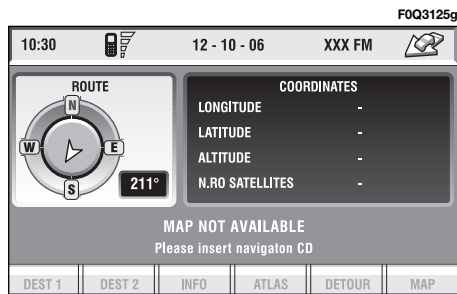 F0Q3125g
10:30 12 - 10 - 06 XXX FM
ROUTE
N
W E
S
211°
COORDINATES
LONGITUDE -
LATITUDE -
ALTITUDE -
N.RO SATELLITES -
MAP NOT AVAILABLE
Please insert navigaton CD
DEST 1 DEST 2 INFO ATLAS DETOUR MAP